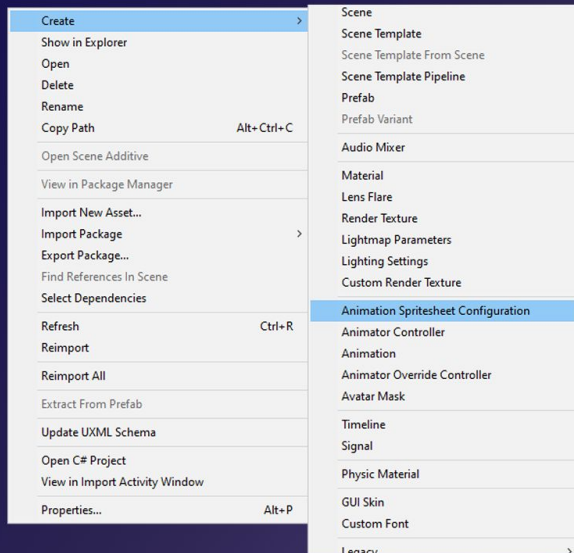 Create
Show in Explorer
Open
Delete
Rename
Copy Path Alt+Ctrl+C
Open Scene Additive
View in Package Manager
Import New Asset...
Import Package
Export Package...
Find References In Scene
Select Dependencies
Refresh Ctrl+R
Reimport
Reimport All
Extract From Prefab
Update UXML Schema
Open C# Project
View in Import Activity Window
Properties... Alt+P
Scene
Scene Template
Scene Template From Scene
Scene Template Pipeline
Prefab
Prefab Variant
Audio Mixer
Material
Lens Flare
Render Texture
Lightmap Parameters
Lighting Settings
Custom Render Texture
Animation Spritesheet Configuration
Animator Controller
Animation
Animator Override Controller
Avatar Mask
Timeline
Signal
Physic Material
GUI Skin
Custom Font
Legacy